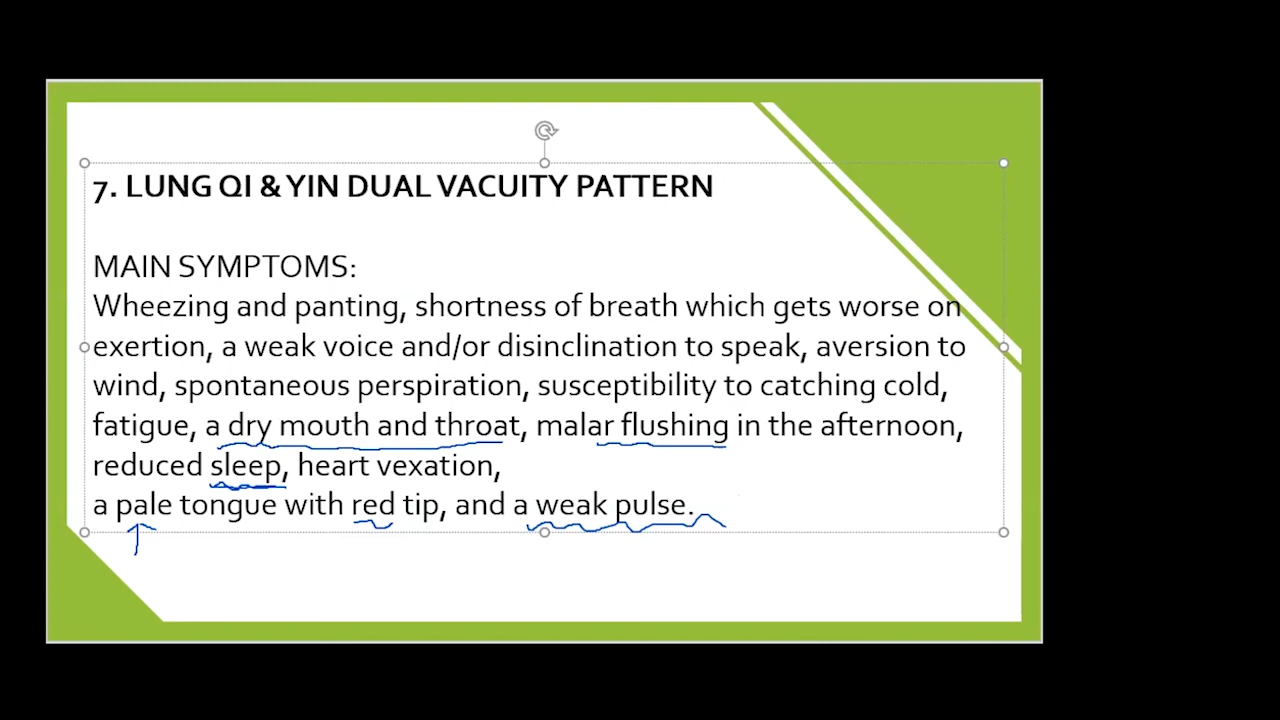 7. LUNG QI & YIN DUAL VACUITY PATTERN
MAIN SYMPTOMS:
Wheezing and panting, shortness of breath which gets worse on
exertion, a weak voice and/or disinclination to speak, aversion to
wind, spontaneous perspiration, susceptibility to catching cold,
fatigue, a dry mouth and throat, malar flushing in the afternoon,
reduced sleep, heart vexation,
a pale tongue with red tip, and a weak pulse.